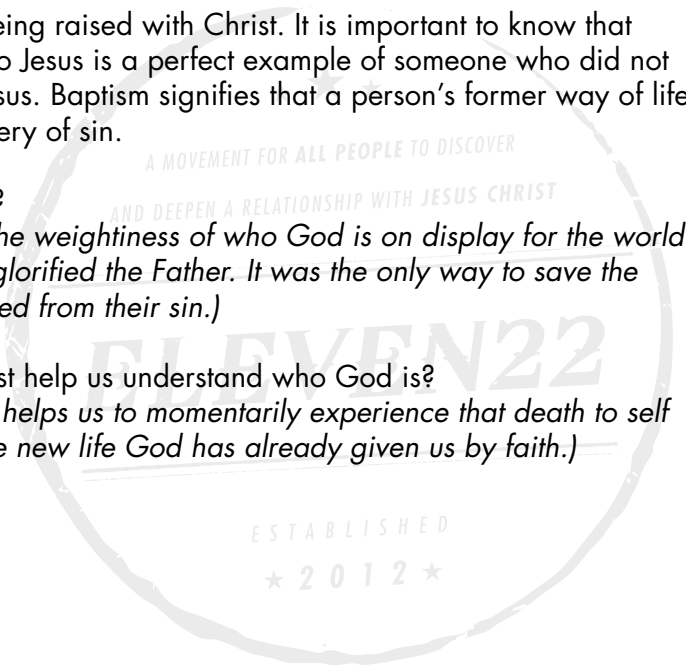 eing raised with Christ. It is important to know that
o Jesus is a perfect example of someone who did not
sus. Baptism signifies that a person’s former way of life
ery of sin.
A MOVEMENT FOR ALL PEOPLE TO DISCOVER
?
AND DEEPEN A RELATIONSHIP WITH JESUS CHRIST
he weightiness of who God is on display for the world
glorified the Father. It was the only way to save the
ed from their sin.)
ELEVEN22
st help us understand who God is?
helps us to momentarily experience that death to self
e new life God has already given us by faith.)
ESTABLISHED
★ 2012 ★